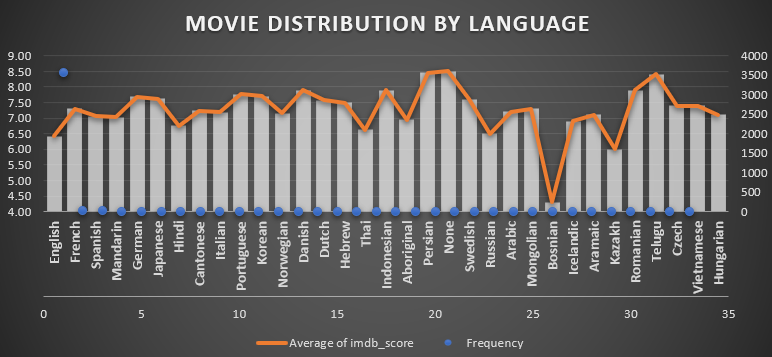 MOVIE DISTRIBUTION BY LANGUAGE
9.00
8.50
8.00
7.50
7.00
6.50
6.00
5.50
5.00
4.50
4.00
4000
3500
3000
2500
2000
1500
1000
500
0
English
French
Spanish
Mandarin
German
Japanese
Hindi
Cantonese
Italian
Portuguese
Korean
Norwegian
Danish
Dutch
Hebrew
Thai
Indonesian
Aboriginal
Persian
None
Swedish
Russian
Arabic
Mongolian
Bosnian
Icelandic
Aramaic
Kazakh
Romanian
Telugu
Czech
Vietnamese
Hungarian
0 5 10 15 20 25 30 35
Average of imdb_score Frequency